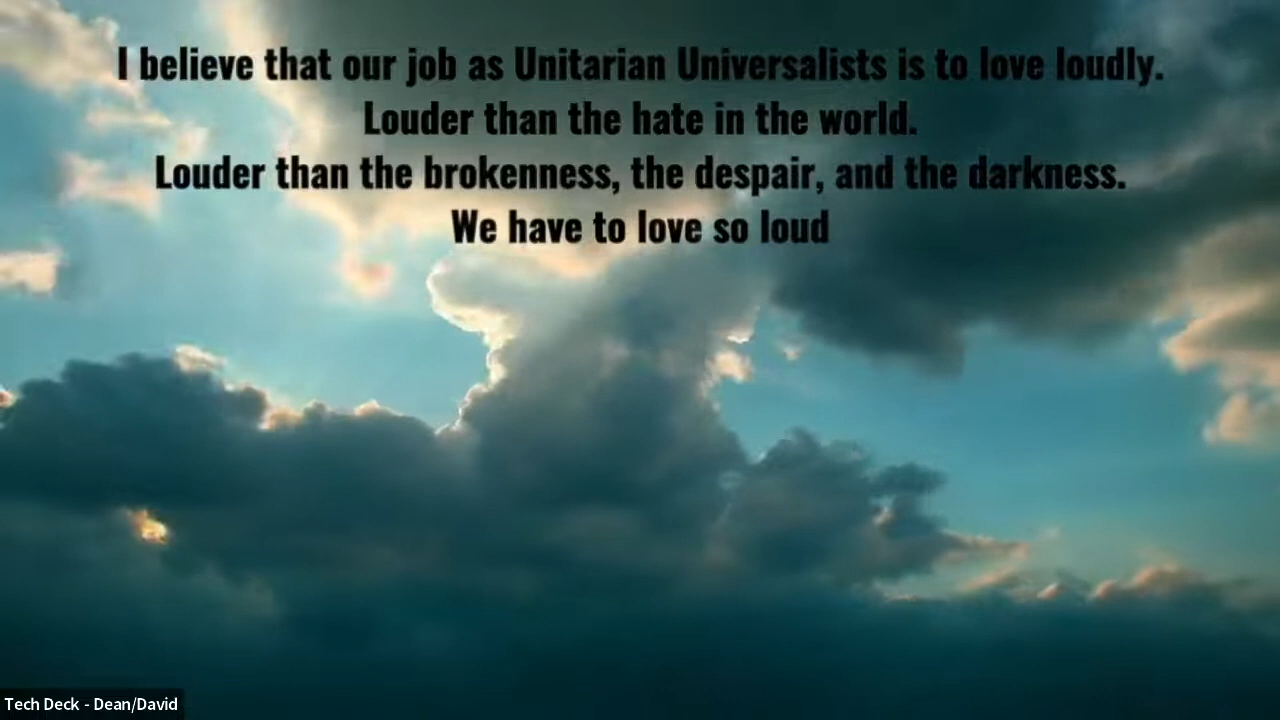 I believe that our job as Unitarian Universalists is to love loudly.
Louder than the hate in the world.
Louder than the brokenness, the despair, and the darkness.
We have to love so loud
Tech Deck - Dean/David